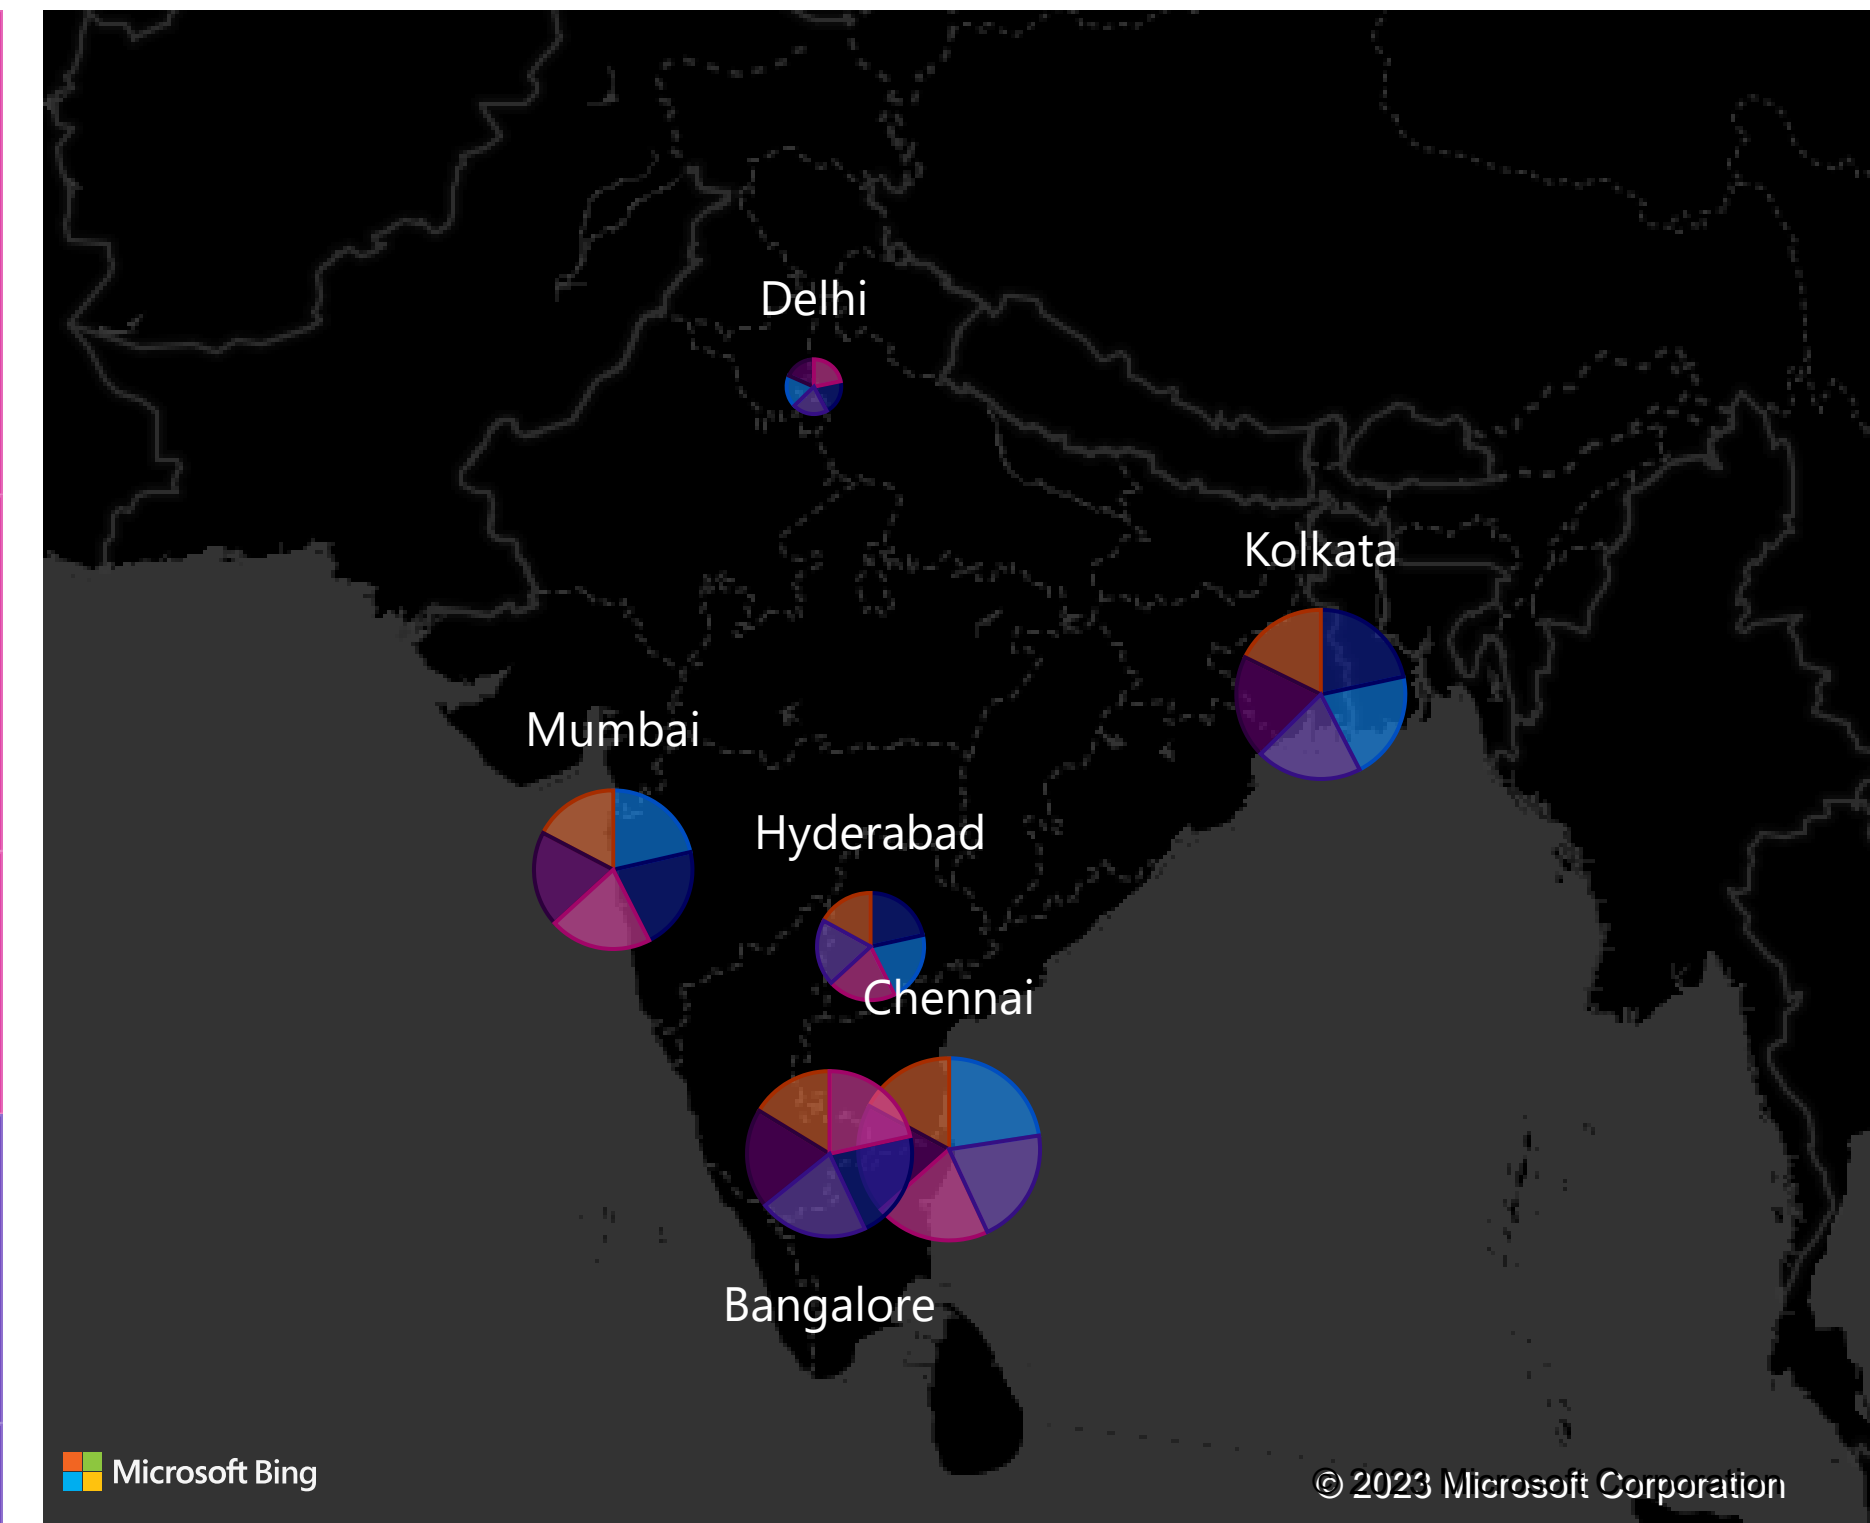 Delhi
Kolkata
Mumbai
Hyderabad
Chennai
Bangalore
Microsoft Bing
© 2023 Microsoft Corporation